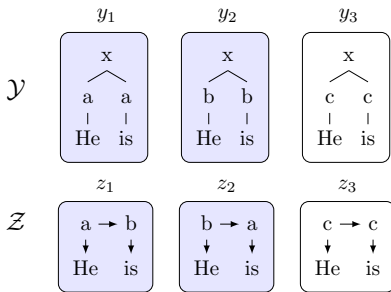 y₁ y₂ y₃
𝒴
x x x
a a b b c c
He is He is He is
z₁ z₂ z₃
𝒵
a b b a c c
He is He is He is